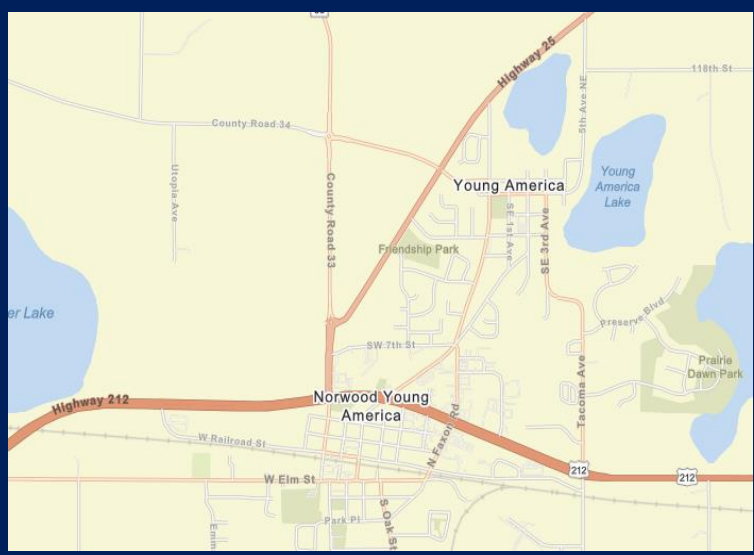 33
Highway 25
118th St
5th Ave NE
County Road 34
Utopia Ave
Young America
Young
America
Lake
SE 1st Ave
SE 3rd Ave
County Road 33
Friendship Park
er Lake
Preserve Blvd
SW 7th St
Prairie
Dawn Park
Highway 212
Norwood Young
America
Tacoma Ave
W Railroad St
N Faxon Rd
212
212
W Elm St
S Oak St
Park Pl
Emm